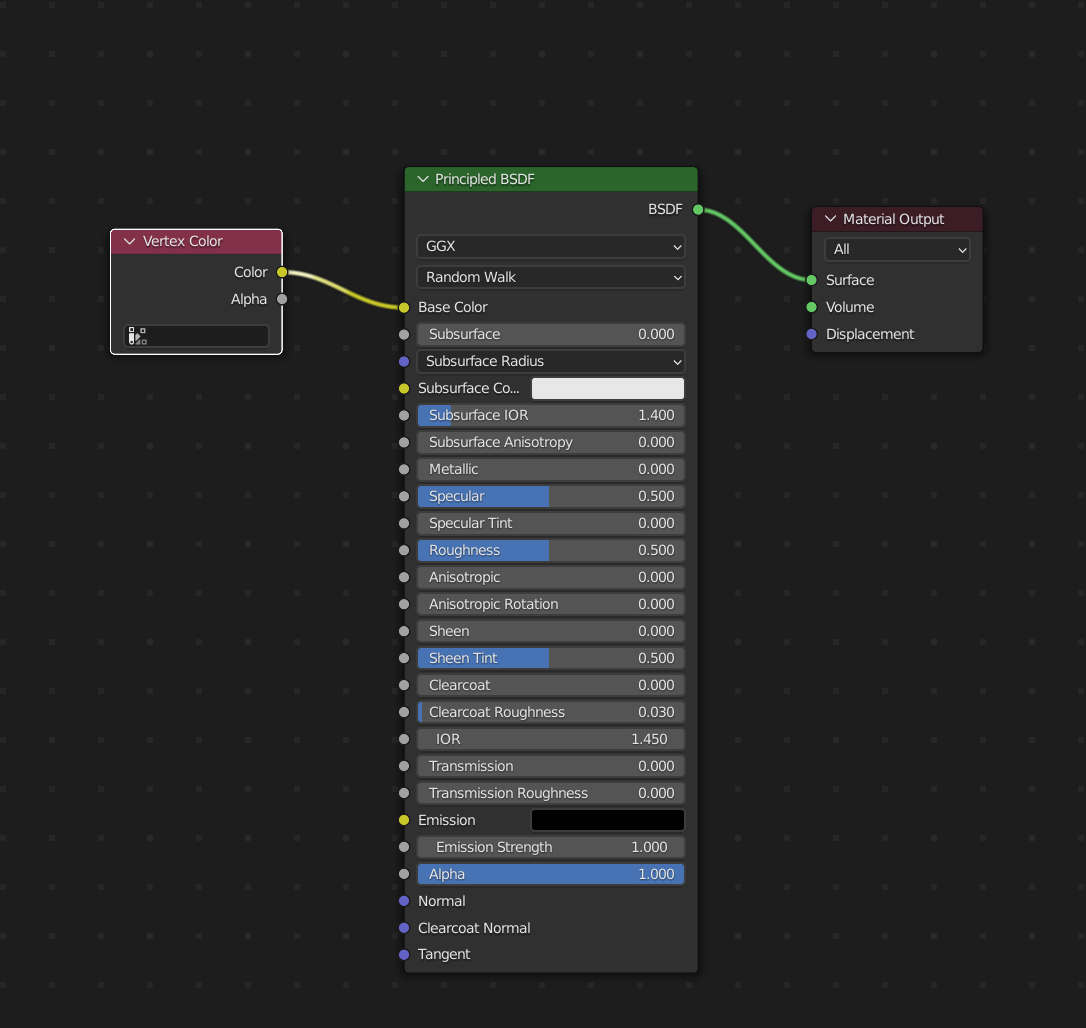 Vertex Color
Color
Alpha
Principled BSDF
BSDF
GGX
Random Walk
Base Color
Subsurface 0.000
Subsurface Radius
Subsurface Co...
Subsurface IOR 1.400
Subsurface Anisotropy 0.000
Metallic 0.000
Specular 0.500
Specular Tint 0.000
Roughness 0.500
Anisotropic 0.000
Anisotropic Rotation 0.000
Sheen 0.000
Sheen Tint 0.500
Clearcoat 0.000
Clearcoat Roughness 0.030
IOR 1.450
Transmission 0.000
Transmission Roughness 0.000
Emission
Emission Strength 1.000
Alpha 1.000
Normal
Clearcoat Normal
Tangent
Material Output
All
Surface
Volume
Displacement